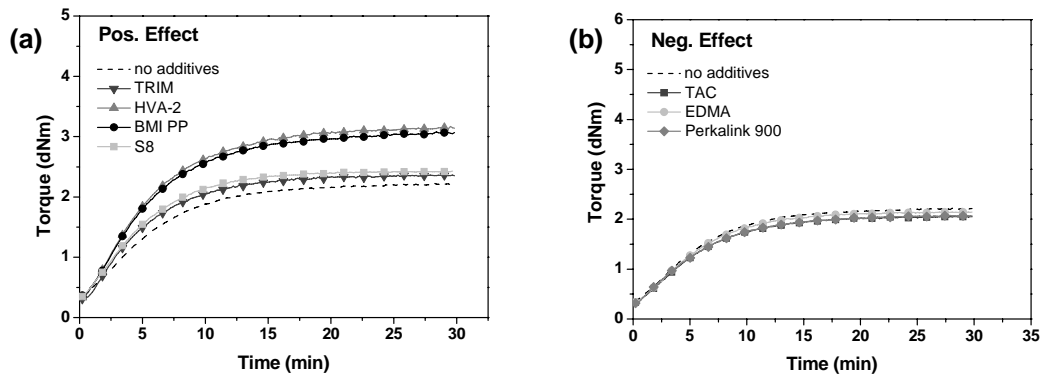 (a)
Pos. Effect
no additives
TRIM
HVA-2
BMI PP
S8
Torque (dNm)
5
4
3
2
1
0
0 5 10 15 20 25 30
Time (min)
(b)
Neg. Effect
no additives
TAC
EDMA
Perkalink 900
Torque (dNm)
6
5
4
3
2
1
0
0 5 10 15 20 25 30 35
Time (min)